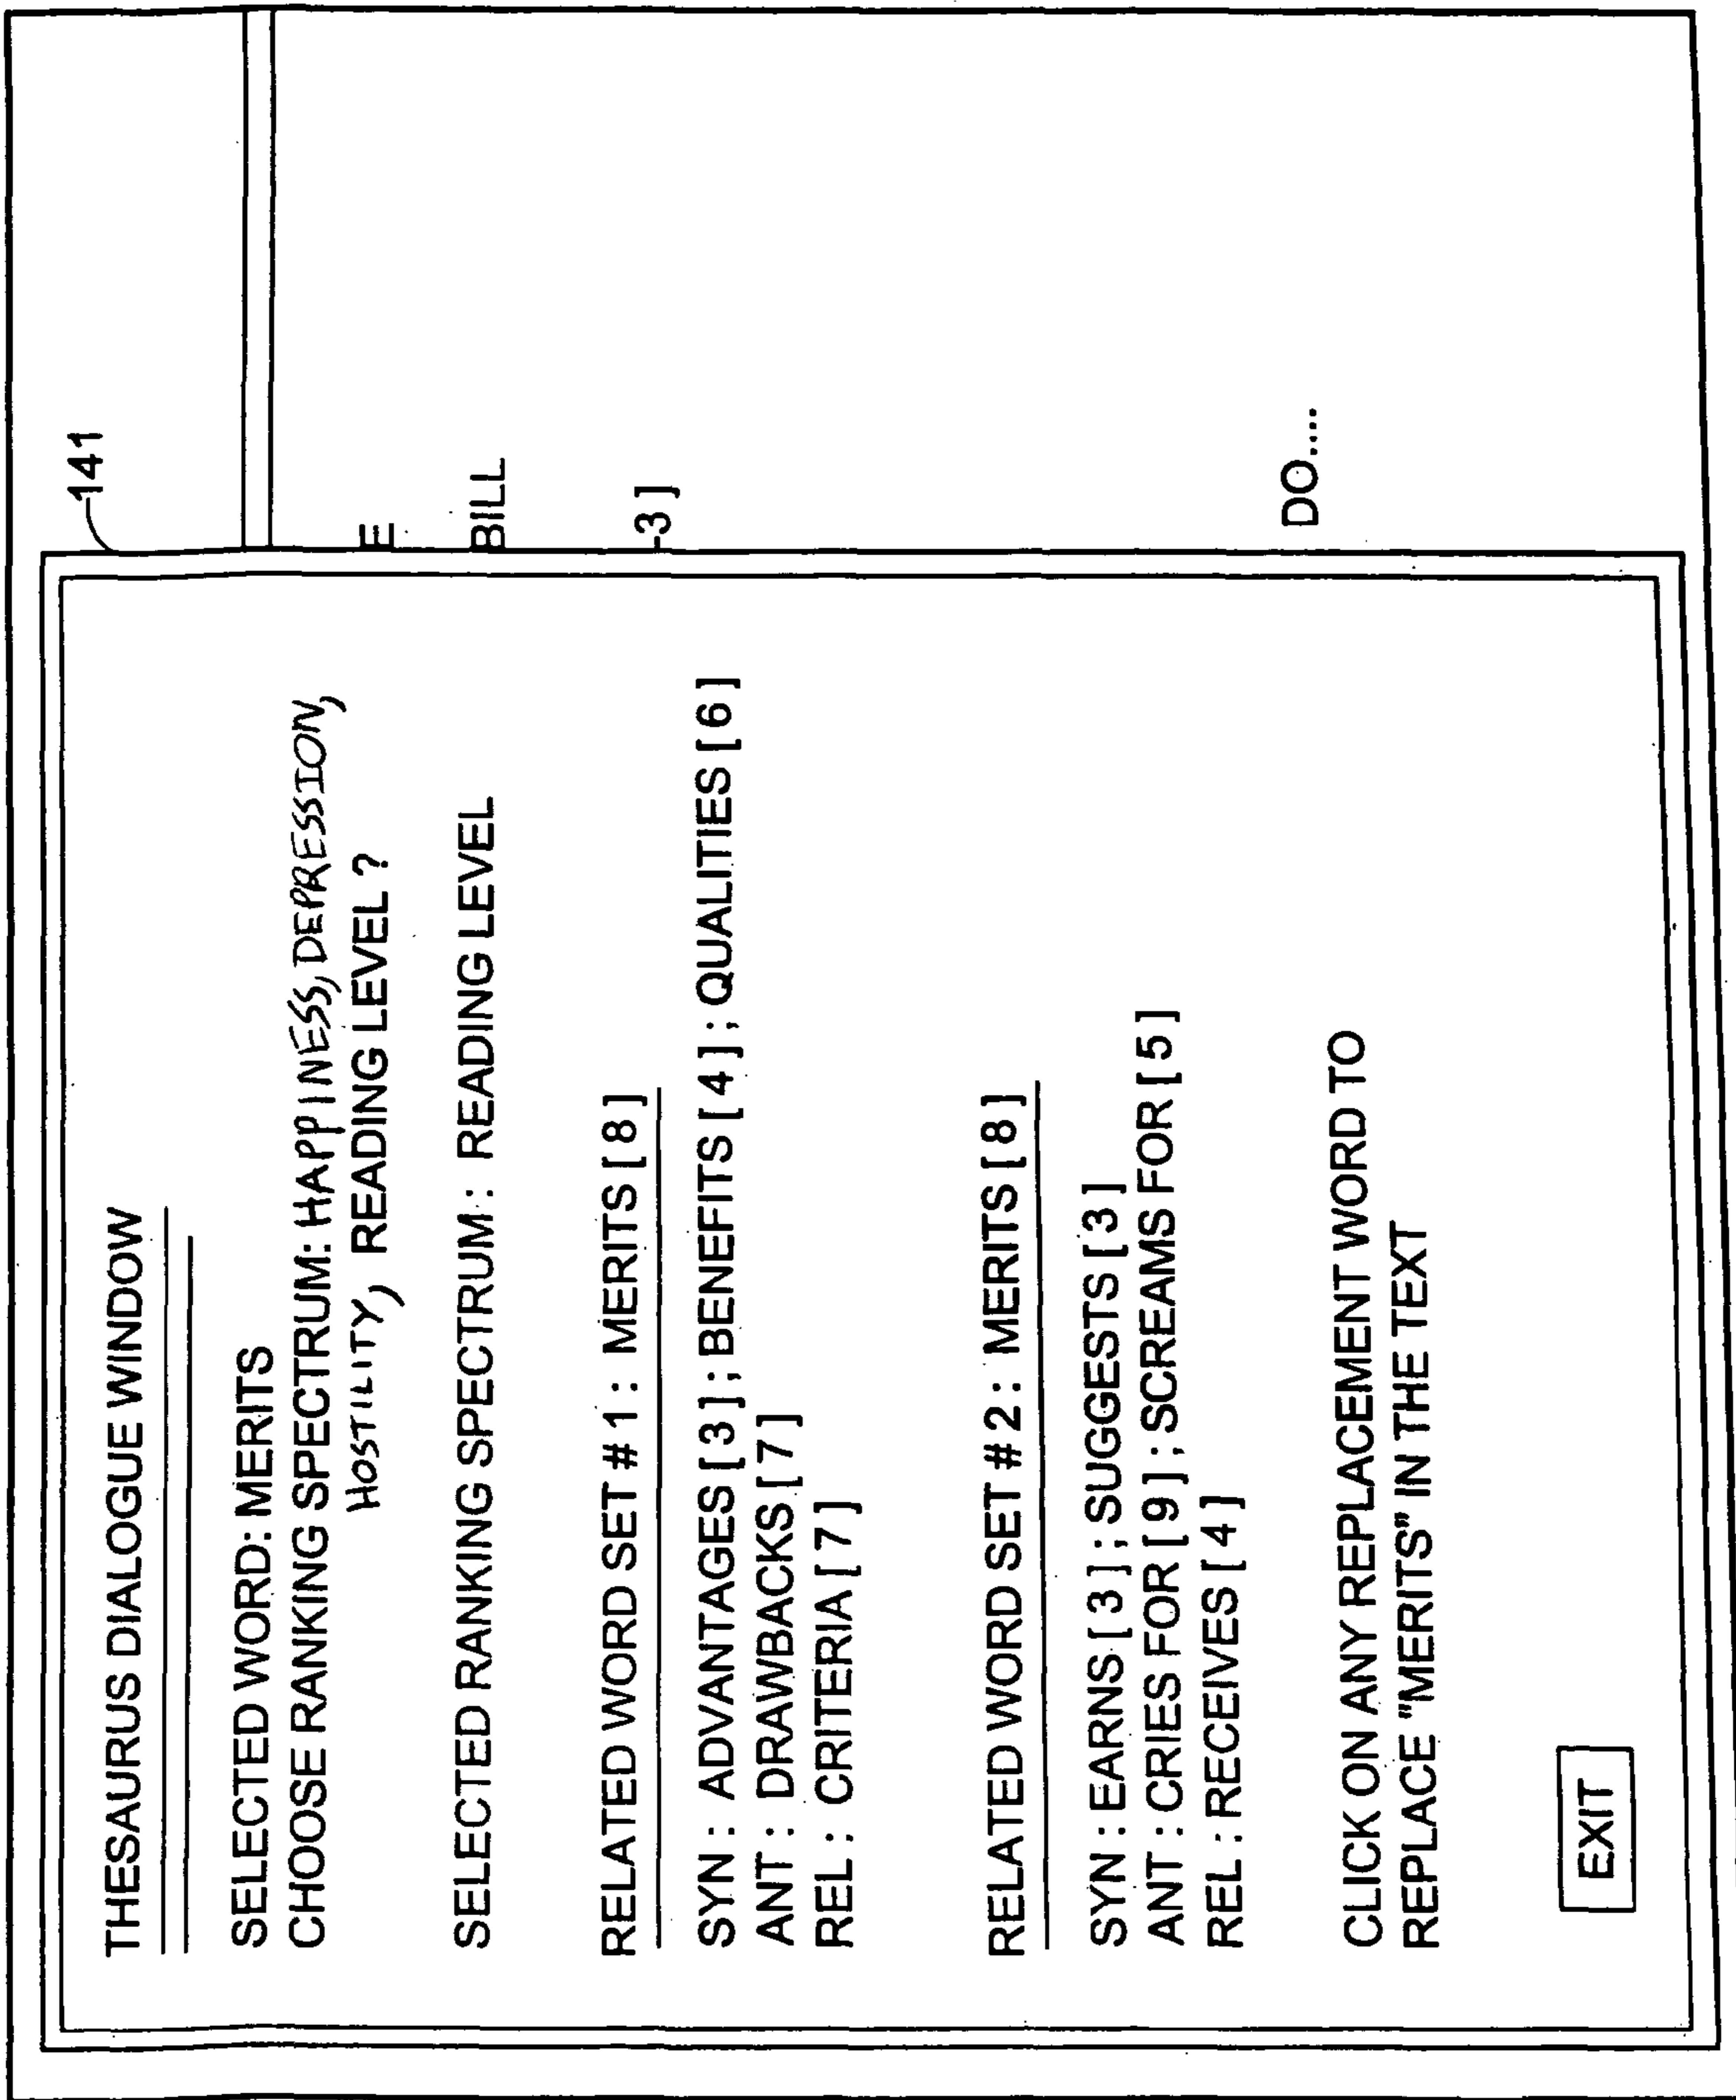 141
THESAURUS DIALOGUE WINDOW
SELECTED WORD: MERITS
CHOOSE RANKING SPECTRUM: HAPPINESS, DEPRESSION,
HOSTILITY, READING LEVEL ?
SELECTED RANKING SPECTRUM : READING LEVEL
RELATED WORD SET # 1 : MERITS [ 8 ]
SYN : ADVANTAGES [ 3 ] ; BENEFITS [ 4 ] ; QUALITIES [ 6 ]
ANT : DRAWBACKS [ 7 ]
REL : CRITERIA [ 7 ]
RELATED WORD SET # 2 : MERITS [ 8 ]
SYN : EARNS [ 3 ] ; SUGGESTS [ 3 ]
ANT : CRIES FOR [ 9 ] ; SCREAMS FOR [ 5 ]
REL : RECEIVES [ 4 ]
CLICK ON ANY REPLACEMENT WORD TO
REPLACE "MERITS" IN THE TEXT
EXIT
E
BILL
-3 ]
DO....